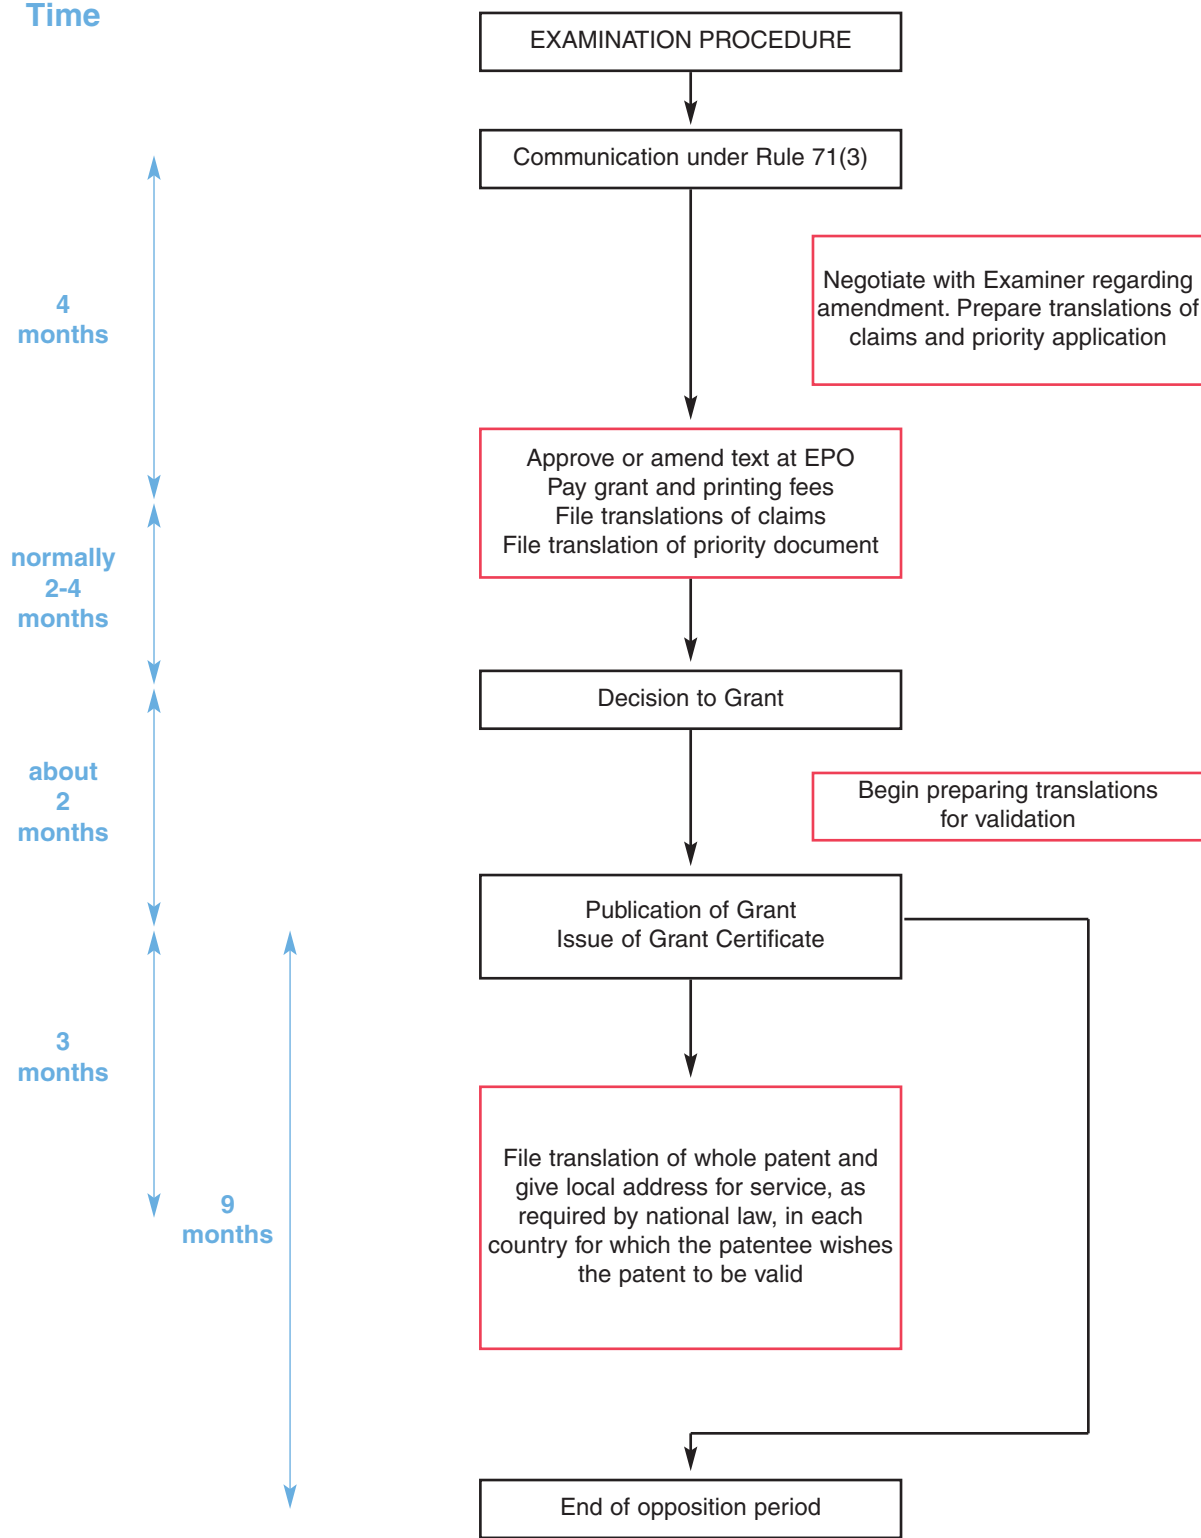 Time
EXAMINATION PROCEDURE
Communication under Rule 71(3)
4
months
Negotiate with Examiner regarding
amendment. Prepare translations of
claims and priority application
Approve or amend text at EPO
Pay grant and printing fees
File translations of claims
File translation of priority document
normally
2-4
months
Decision to Grant
about
2
months
Begin preparing translations
for validation
Publication of Grant
Issue of Grant Certificate
3
months
File translation of whole patent and
give local address for service, as
required by national law, in each
country for which the patentee wishes
the patent to be valid
9
months
End of opposition period